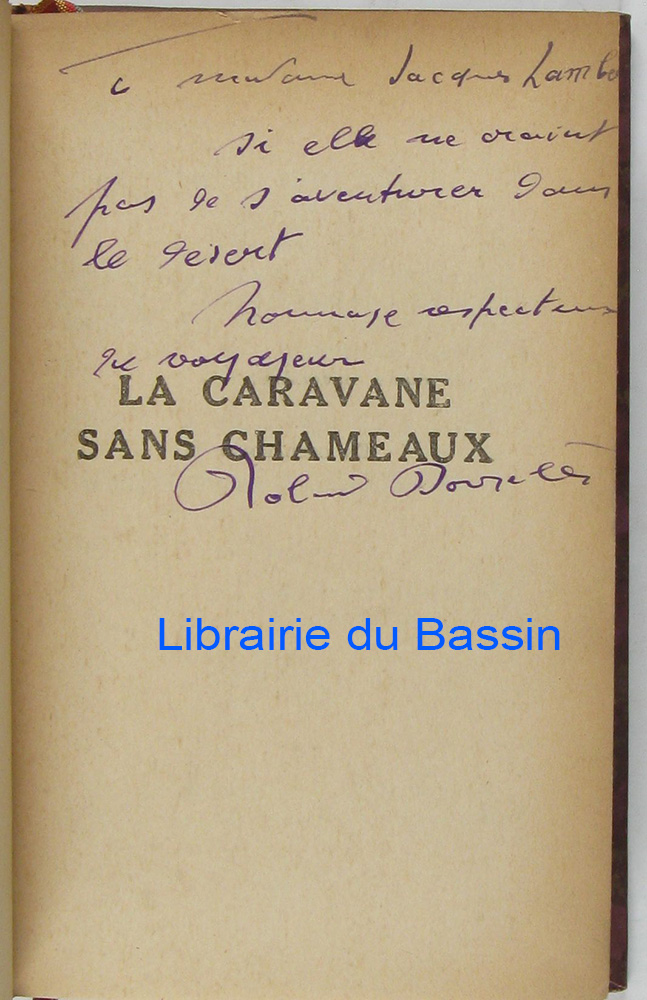 à madame Jacques Lamb
si elle ne craint
pas de s'aventurer dans
le désert
hommage respectueux
du voyageur
LA CARAVANE
SANS CHAMEAUX
Roland Dorgelès
Librairie du Bassin